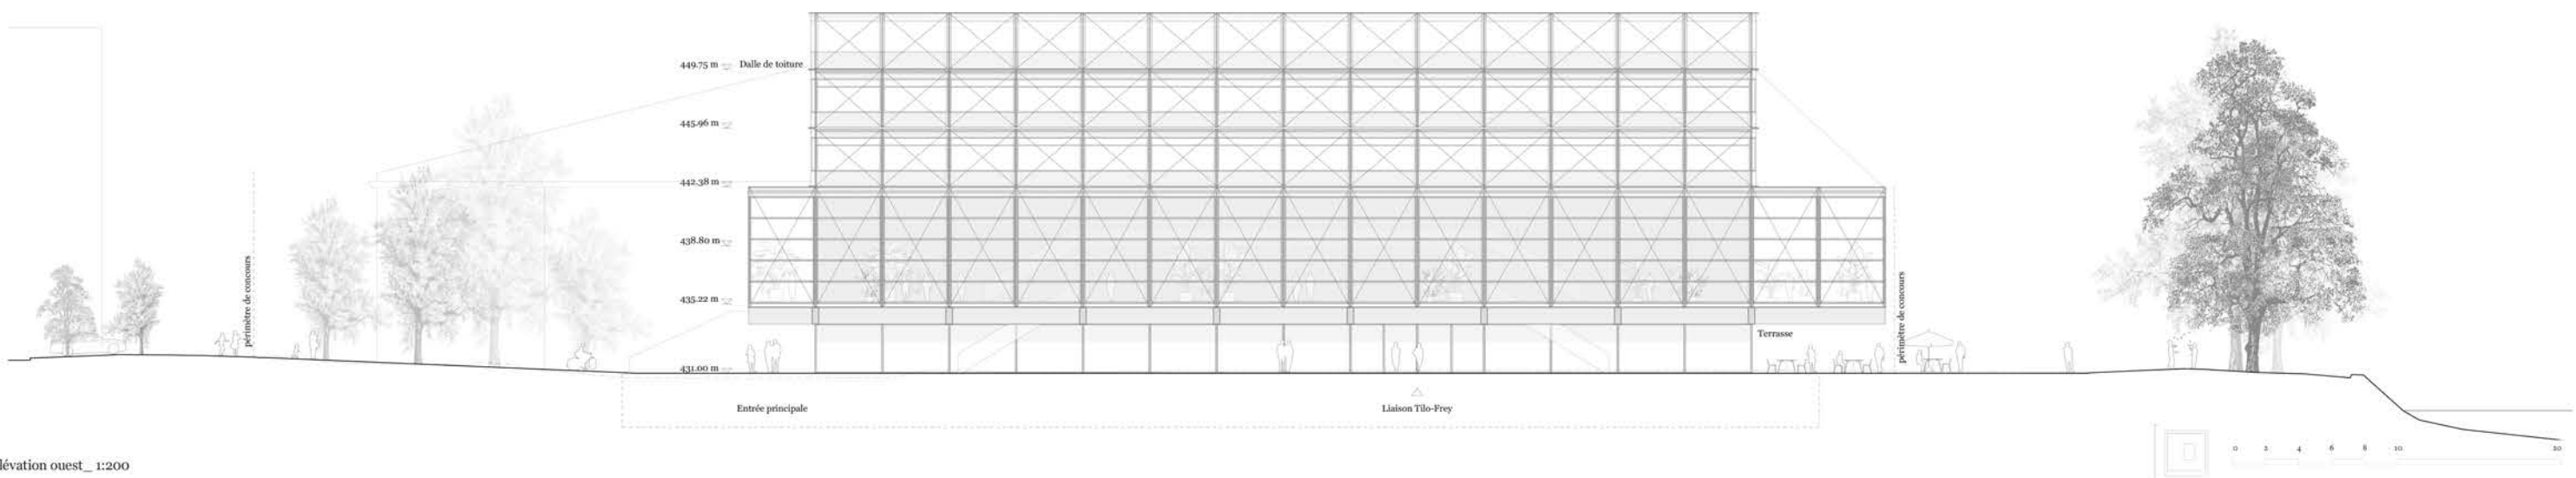 449.75 m Dalle de toiture
445.96 m
442.38 m
438.80 m
435.22 m
431.00 m
périmètre de concours
périmètre de concours
Terrasse
Entrée principale
Liaison Tilo-Frey
lévation ouest_ 1:200
0 2 4 6 8 10 20